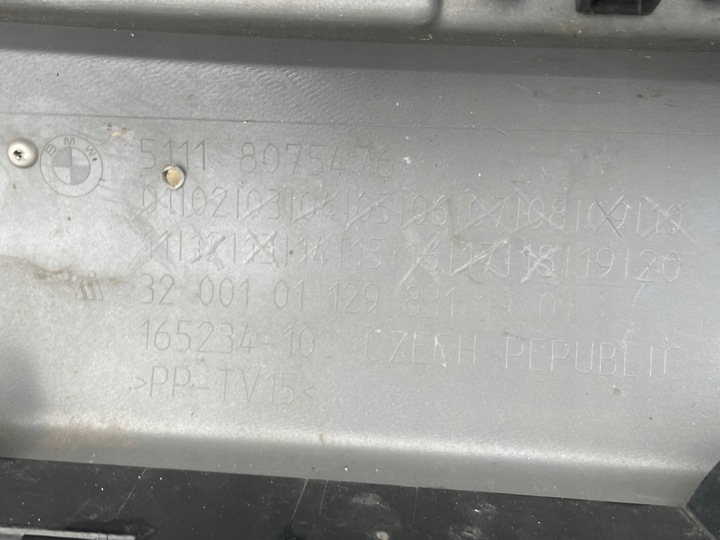 BMW
5111 8075476
01|02|03|04|05|06|07|08|09|10
11|12|13|14|15|16|17|18|19|20
32 001 01 129 831
165234-10 CZECH REPUBLIC
>PP-TV15<